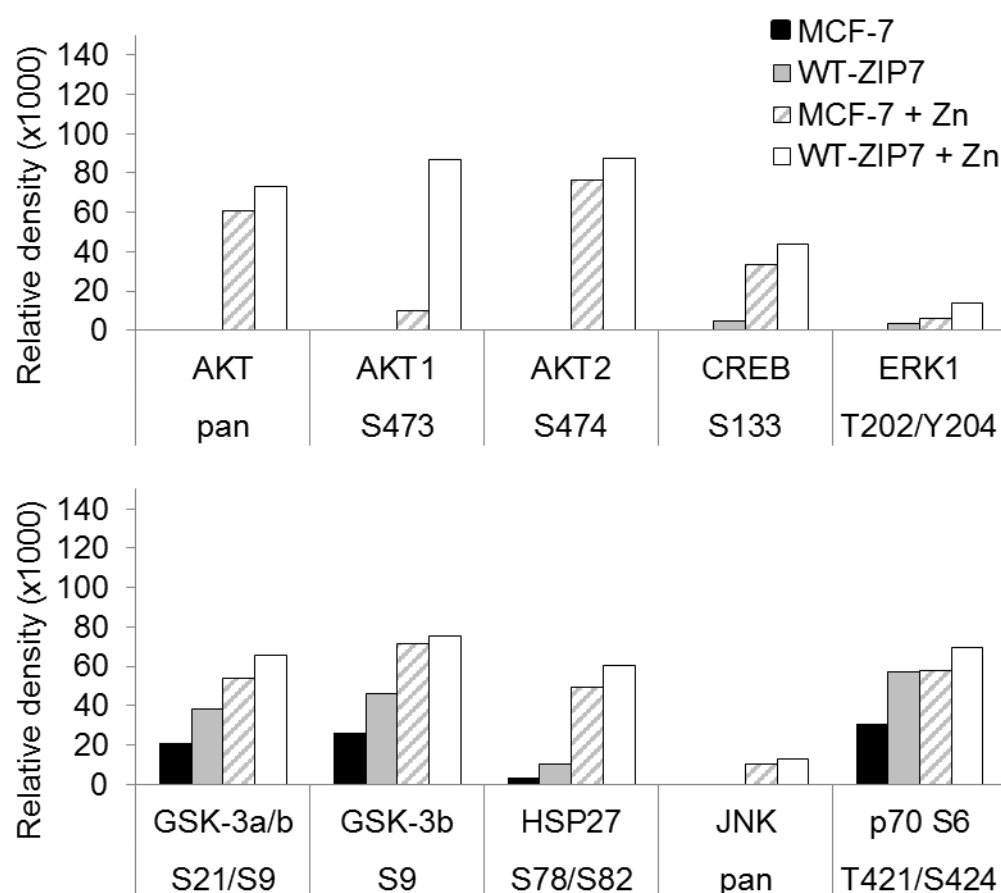 MCF-7
WT-ZIP7
MCF-7 + Zn
WT-ZIP7 + Zn
Relative density (x1000)
140
120
100
80
60
40
20
0
AKT AKT1 AKT2 CREB ERK1
pan S473 S474 S133 T202/Y204
Relative density (x1000)
140
120
100
80
60
40
20
0
GSK-3a/b GSK-3b HSP27 JNK p70 S6
S21/S9 S9 S78/S82 pan T421/S424